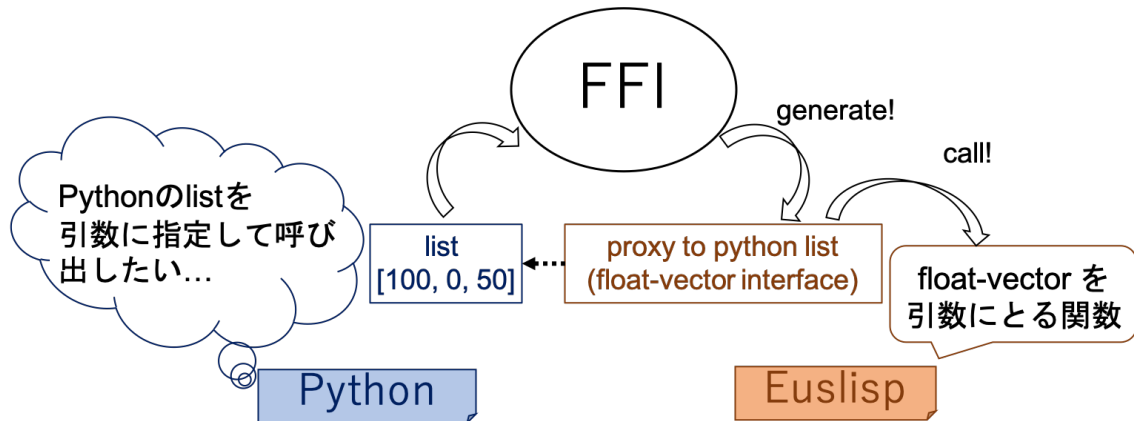 FFI
generate!
call!
Pythonのlistを
引数に指定して呼び
出したい…
list
[100, 0, 50]
proxy to python list
(float-vector interface)
float-vector を
引数にとる関数
Python
Euslisp